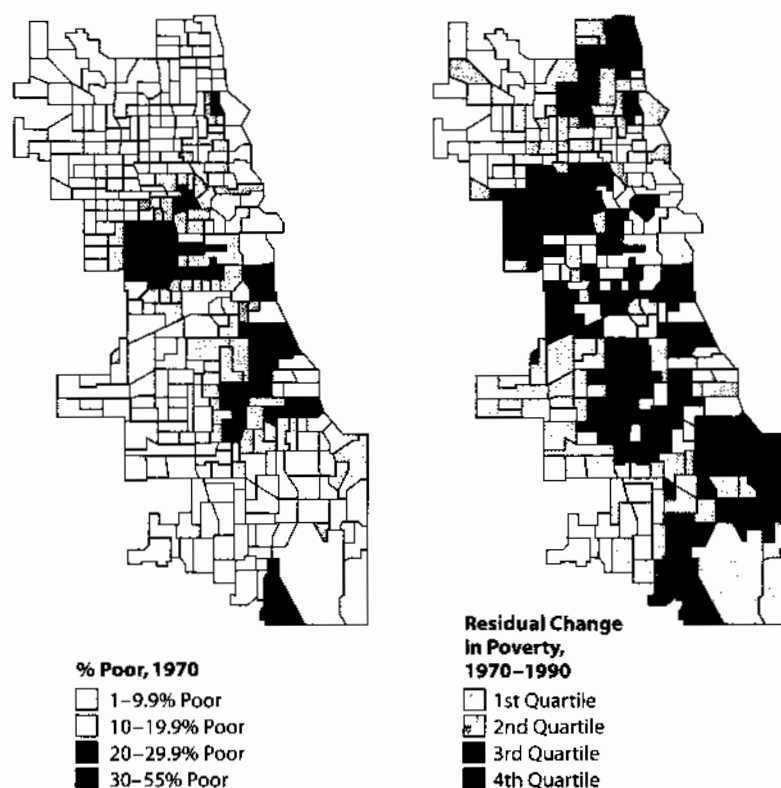 % Poor, 1970
1–9.9% Poor
10–19.9% Poor
20–29.9% Poor
30–55% Poor
Residual Change
in Poverty,
1970–1990
1st Quartile
2nd Quartile
3rd Quartile
4th Quartile